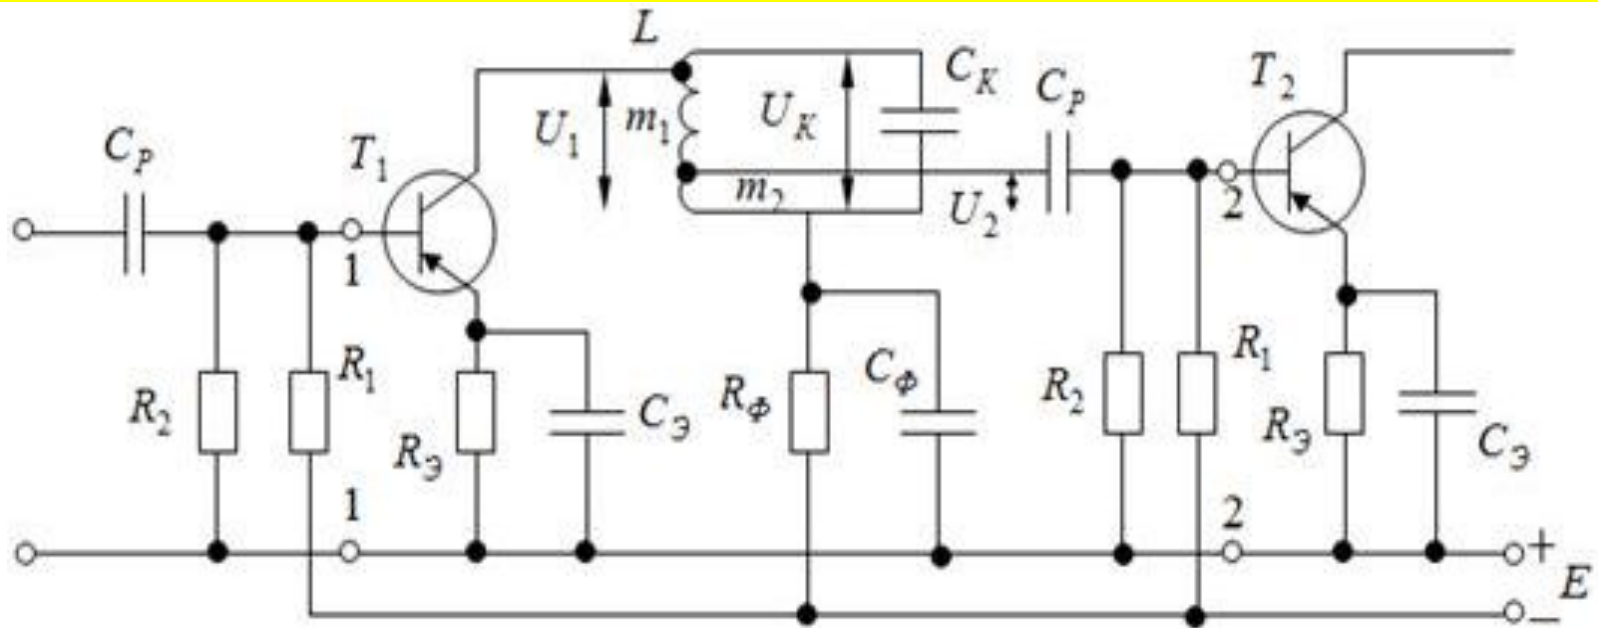 L
C_K
T_2
C_P
T_1
U_1
m_1
U_K
C_P
m_2
U_2
2
1
R_2
R_1
R_Э
C_Э
R_Ф
C_Ф
R_2
R_1
R_Э
C_Э
1
2
+
E
−